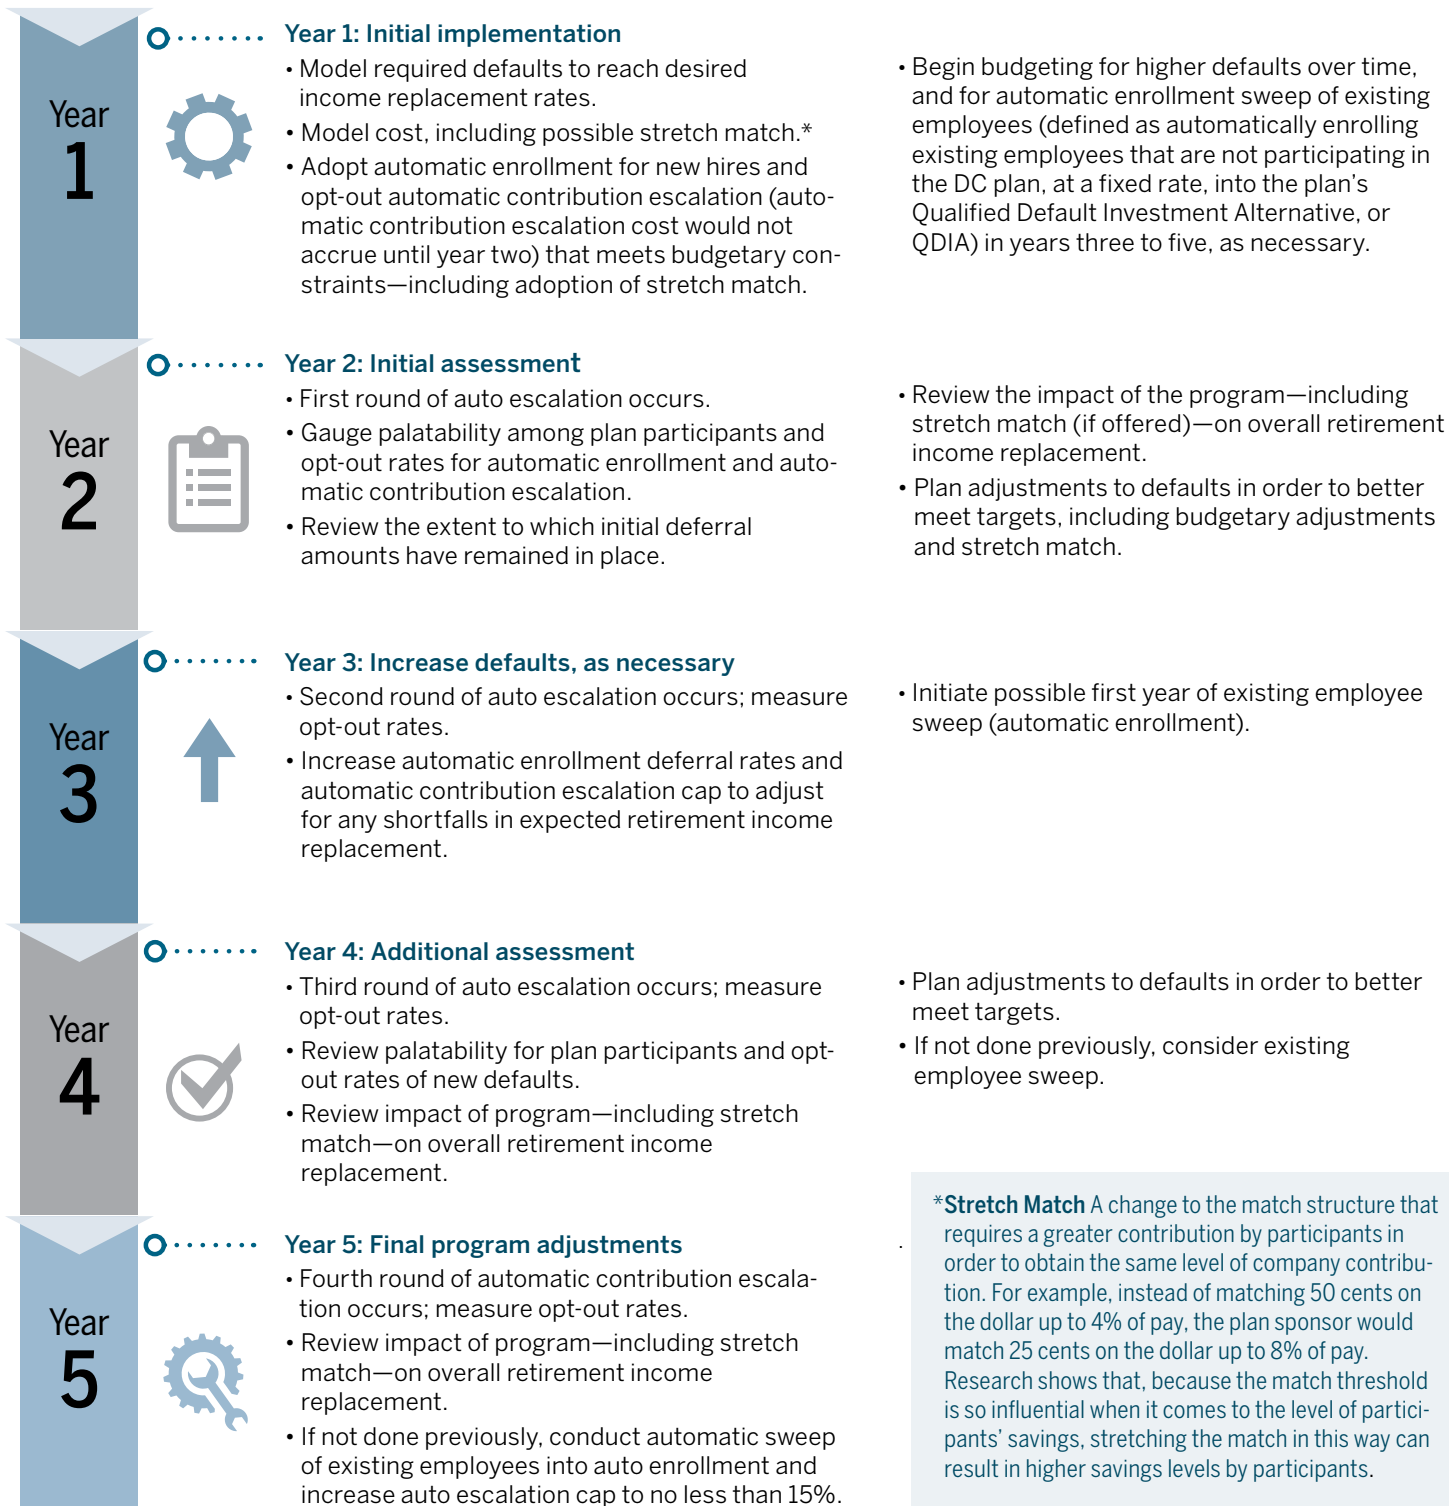 Year
1
Year 1: Initial implementation
• Model required defaults to reach desired
income replacement rates.
• Model cost, including possible stretch match.*
• Adopt automatic enrollment for new hires and
opt-out automatic contribution escalation (auto-
matic contribution escalation cost would not
accrue until year two) that meets budgetary con-
straints—including adoption of stretch match.
• Begin budgeting for higher defaults over time,
and for automatic enrollment sweep of existing
employees (defined as automatically enrolling
existing employees that are not participating in
the DC plan, at a fixed rate, into the plan’s
Qualified Default Investment Alternative, or
QDIA) in years three to five, as necessary.
Year
2
Year 2: Initial assessment
• First round of auto escalation occurs.
• Gauge palatability among plan participants and
opt-out rates for automatic enrollment and auto-
matic contribution escalation.
• Review the extent to which initial deferral
amounts have remained in place.
• Review the impact of the program—including
stretch match (if offered)—on overall retirement
income replacement.
• Plan adjustments to defaults in order to better
meet targets, including budgetary adjustments
and stretch match.
Year
3
Year 3: Increase defaults, as necessary
• Second round of auto escalation occurs; measure
opt-out rates.
• Increase automatic enrollment deferral rates and
automatic contribution escalation cap to adjust
for any shortfalls in expected retirement income
replacement.
• Initiate possible first year of existing employee
sweep (automatic enrollment).
Year
4
Year 4: Additional assessment
• Third round of auto escalation occurs; measure
opt-out rates.
• Review palatability for plan participants and opt-
out rates of new defaults.
• Review impact of program—including stretch
match—on overall retirement income
replacement.
• Plan adjustments to defaults in order to better
meet targets.
• If not done previously, consider existing
employee sweep.
Year
5
Year 5: Final program adjustments
• Fourth round of automatic contribution escala-
tion occurs; measure opt-out rates.
• Review impact of program—including stretch
match—on overall retirement income
replacement.
• If not done previously, conduct automatic sweep
of existing employees into auto enrollment and
increase auto escalation cap to no less than 15%.
.
*Stretch Match A change to the match structure that
requires a greater contribution by participants in
order to obtain the same level of company contribu-
tion. For example, instead of matching 50 cents on
the dollar up to 4% of pay, the plan sponsor would
match 25 cents on the dollar up to 8% of pay.
Research shows that, because the match threshold
is so influential when it comes to the level of partici-
pants’ savings, stretching the match in this way can
result in higher savings levels by participants.